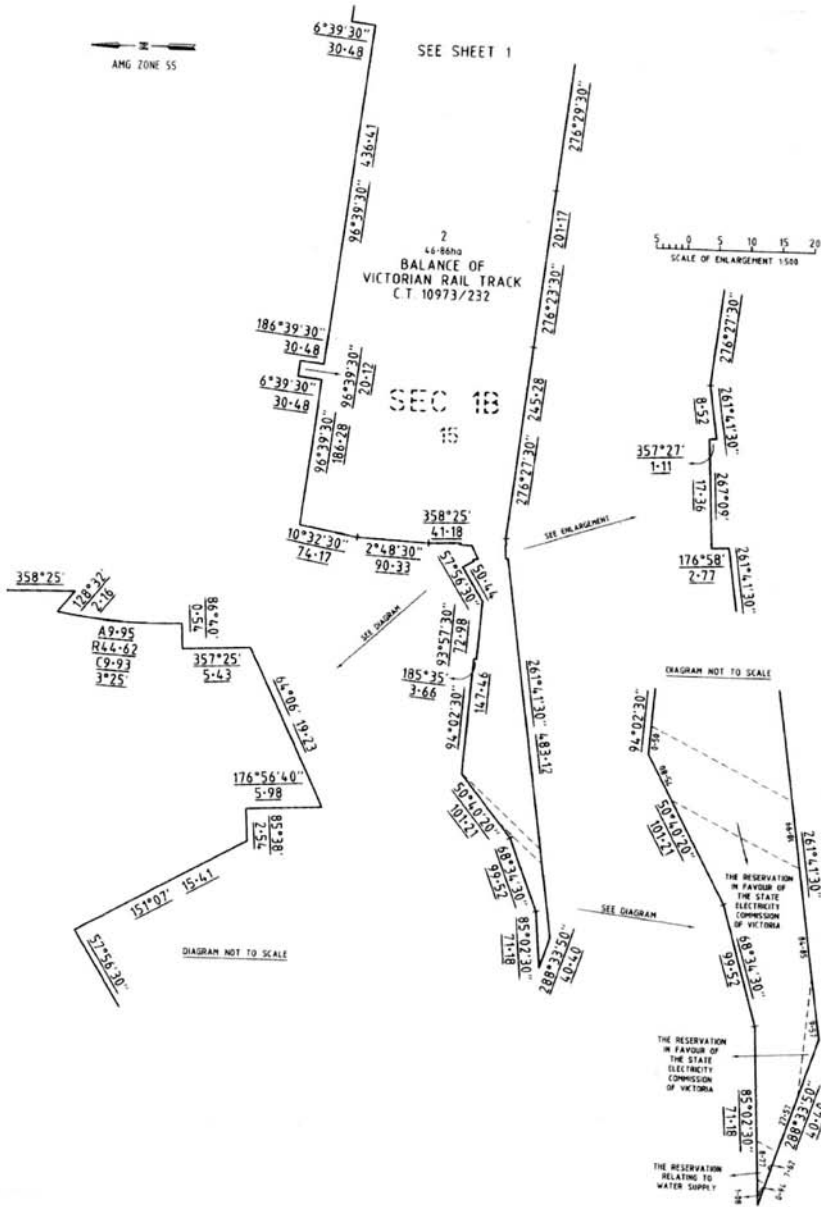 6°39'30"
30·48
SEE SHEET 1
AMG ZONE 55
276°29'30"
436·41
96°39'30"
201·17
2
46·86ha
BALANCE OF
VICTORIAN RAIL TRACK
C.T. 10973/232
5 0 5 10 15 20
SCALE OF ENLARGEMENT 1:500
276°23'30"
276°27'30"
186°39'30"
30·48
96°39'30"
20·12
6°39'30"
30·48
SEC 1B
15
245·28
8·52
261°41'30"
96°39'30"
186·28
276°27'30"
357°27'
1·11
17·36
267°09'
358°25'
41·18
10°32'30"
74·17
2°48'30"
90·33
SEE ENLARGEMENT
176°58'
2·77
261°41'30"
57°56'30"
50·44
358°25'
128°32'
2·16
86°40'
0·54
SEE DIAGRAM
A9·95
R44·62
C9·93
3°25'
357°25'
5·43
93°57'30"
72·98
185°35'
3·66
147·46
94°02'30"
261°41'30" 483·12
DIAGRAM NOT TO SCALE
64°06' 19·23
94°02'30"
0·50
176°56'40"
5·98
85°38'
2·54
50°40'20"
101·21
50°40'20"
101·21
261°41'30"
151°07' 15·41
68°34'30"
99·52
THE RESERVATION
IN FAVOUR OF
THE STATE
ELECTRICITY
COMMISSION
OF VICTORIA
SEE DIAGRAM
57°56'30"
DIAGRAM NOT TO SCALE
85°02'30"
71·18
288°33'50"
40·40
68°34'30"
99·52
THE RESERVATION
IN FAVOUR OF
THE STATE
ELECTRICITY
COMMISSION
OF VICTORIA
85°02'30"
71·18
288°33'50"
40·40
THE RESERVATION
RELATING TO
WATER SUPPLY